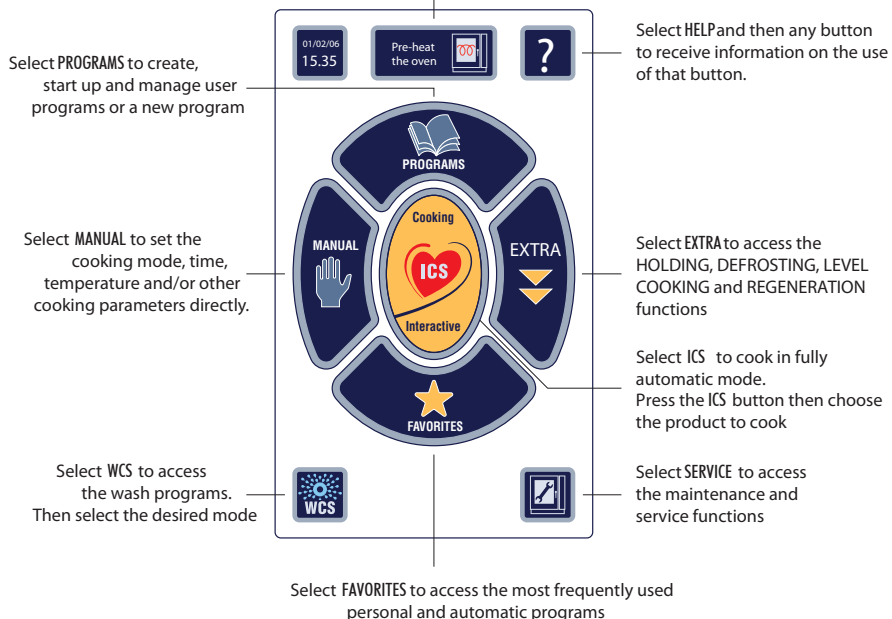 01/02/06
15.35
Pre-heat
the oven
?
Select HELP and then any button
to receive information on the use
of that button.
Select PROGRAMS to create,
start up and manage user
programs or a new program
PROGRAMS
Cooking
ICS
Interactive
MANUAL
EXTRA
Select MANUAL to set the
cooking mode, time,
temperature and/or other
cooking parameters directly.
Select EXTRA to access the
HOLDING, DEFROSTING, LEVEL
COOKING and REGENERATION
functions
Select ICS to cook in fully
automatic mode.
Press the ICS button then choose
the product to cook
FAVORITES
Select WCS to access
the wash programs.
Then select the desired mode
WCS
Select SERVICE to access
the maintenance and
service functions
Select FAVORITES to access the most frequently used
personal and automatic programs